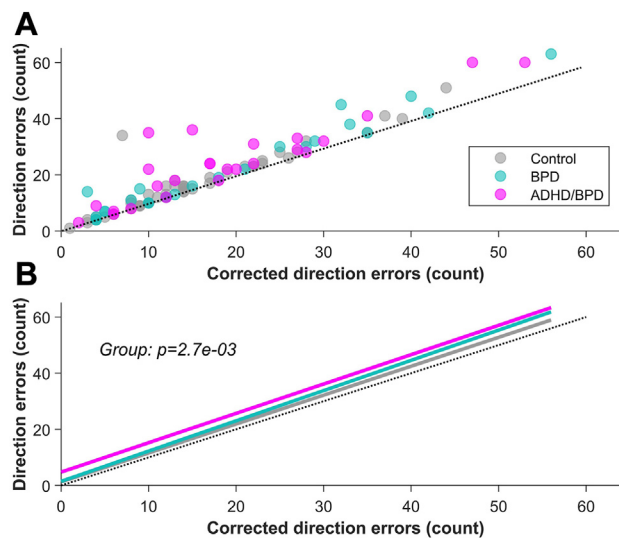 A
Direction errors (count)
60
40
20
0
Control
BPD
ADHD/BPD
0 10 20 30 40 50 60
Corrected direction errors (count)
B
Direction errors (count)
60
40
20
0
Group: p=2.7e-03
0 10 20 30 40 50 60
Corrected direction errors (count)